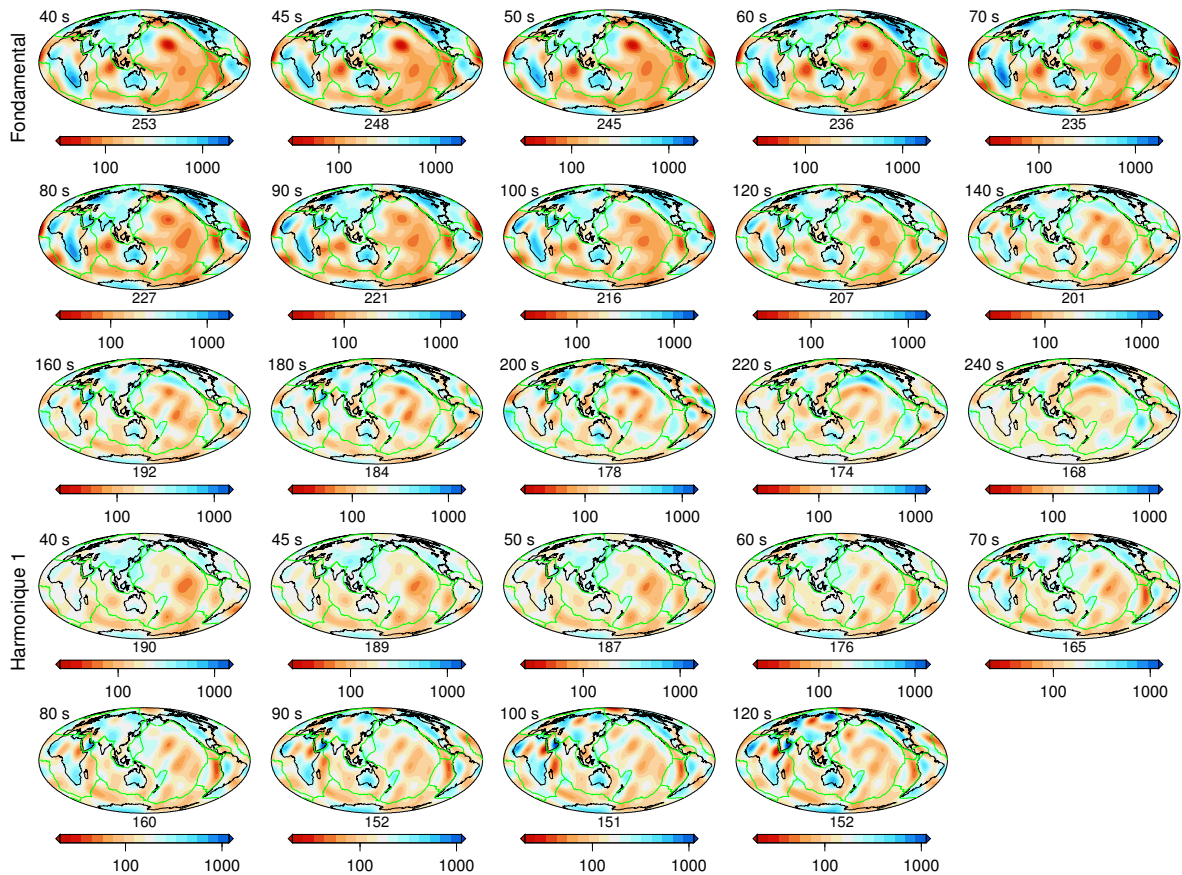 Fondamental
40 s 45 s 50 s 60 s 70 s
253 248 245 236 235
100 1000 100 1000 100 1000 100 1000 100 1000
80 s 90 s 100 s 120 s 140 s
227 221 216 207 201
100 1000 100 1000 100 1000 100 1000 100 1000
160 s 180 s 200 s 220 s 240 s
192 184 178 174 168
100 1000 100 1000 100 1000 100 1000 100 1000
Harmonique 1
40 s 45 s 50 s 60 s 70 s
190 189 187 176 165
100 1000 100 1000 100 1000 100 1000 100 1000
80 s 90 s 100 s 120 s
160 152 151 152
100 1000 100 1000 100 1000 100 1000